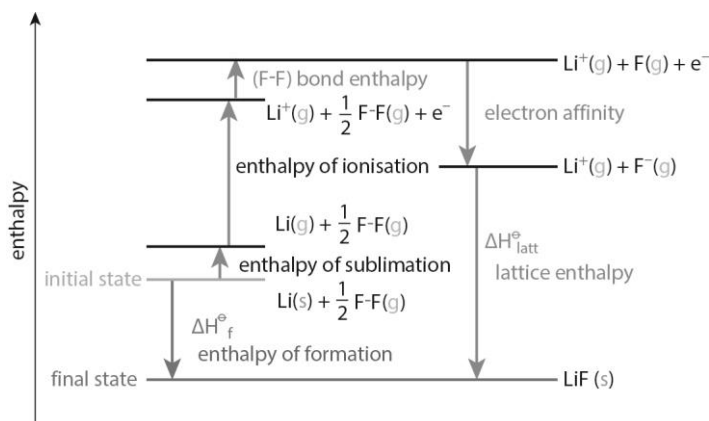 Li⁺(g) + F(g) + e⁻
(F-F) bond enthalpy
Li⁺(g) + 1/2 F-F(g) + e⁻
electron affinity
enthalpy of ionisation
Li⁺(g) + F⁻(g)
enthalpy
Li(g) + 1/2 F-F(g)
ΔH⦵latt
enthalpy of sublimation
lattice enthalpy
initial state
Li(s) + 1/2 F-F(g)
ΔH⦵f
enthalpy of formation
final state
LiF (s)